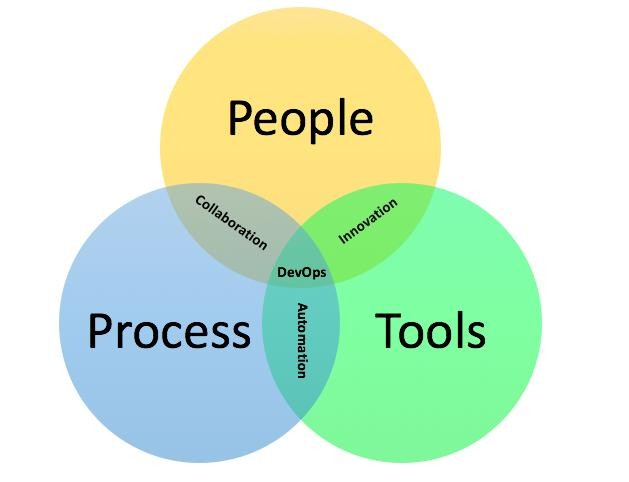 People
Collaboration
Innovation
DevOps
Process
Automation
Tools